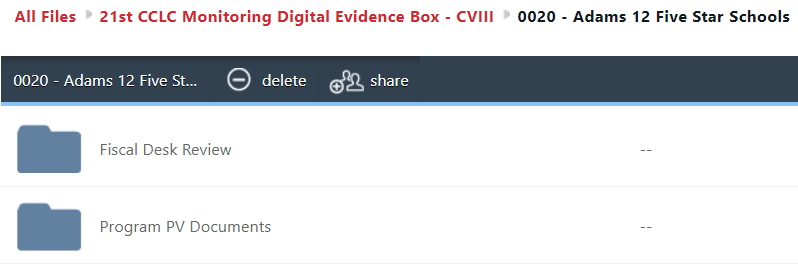 All Files 21st CCLC Monitoring Digital Evidence Box - CVIII 0020 - Adams 12 Five Star Schools
0020 - Adams 12 Five St... delete share
Fiscal Desk Review --
Program PV Documents --